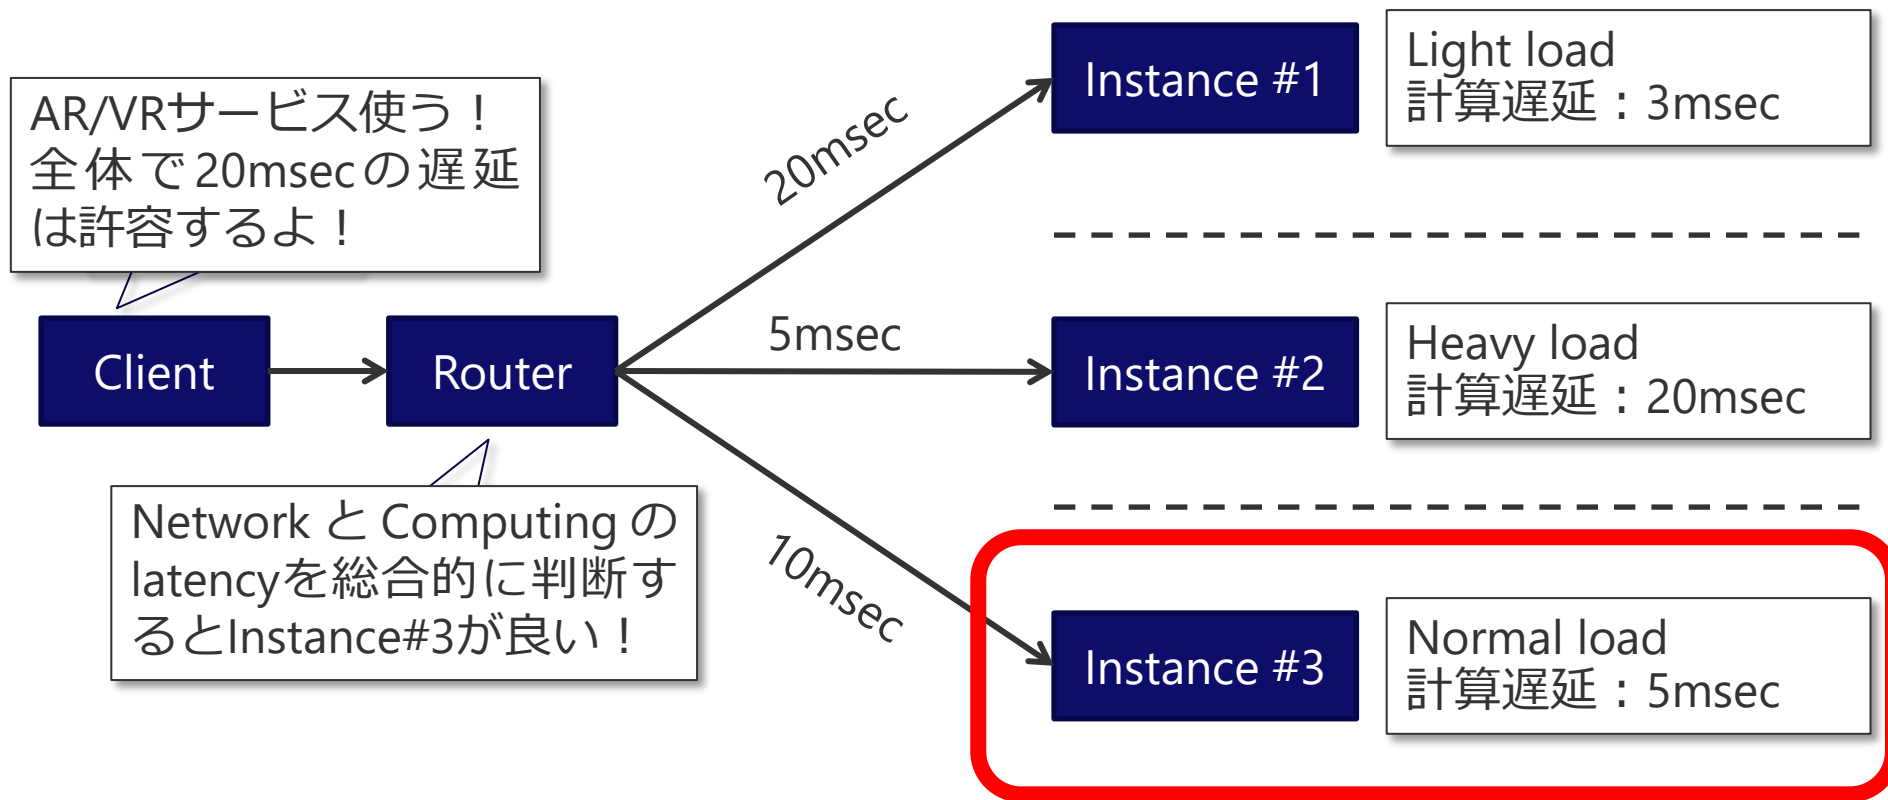 AR/VRサービス使う！
全体で20msecの遅延
は許容するよ！
Client
Router
Network と Computing の
latencyを総合的に判断す
るとInstance#3が良い！
20msec
5msec
10msec
Instance #1
Light load
計算遅延：3msec
Instance #2
Heavy load
計算遅延：20msec
Instance #3
Normal load
計算遅延：5msec